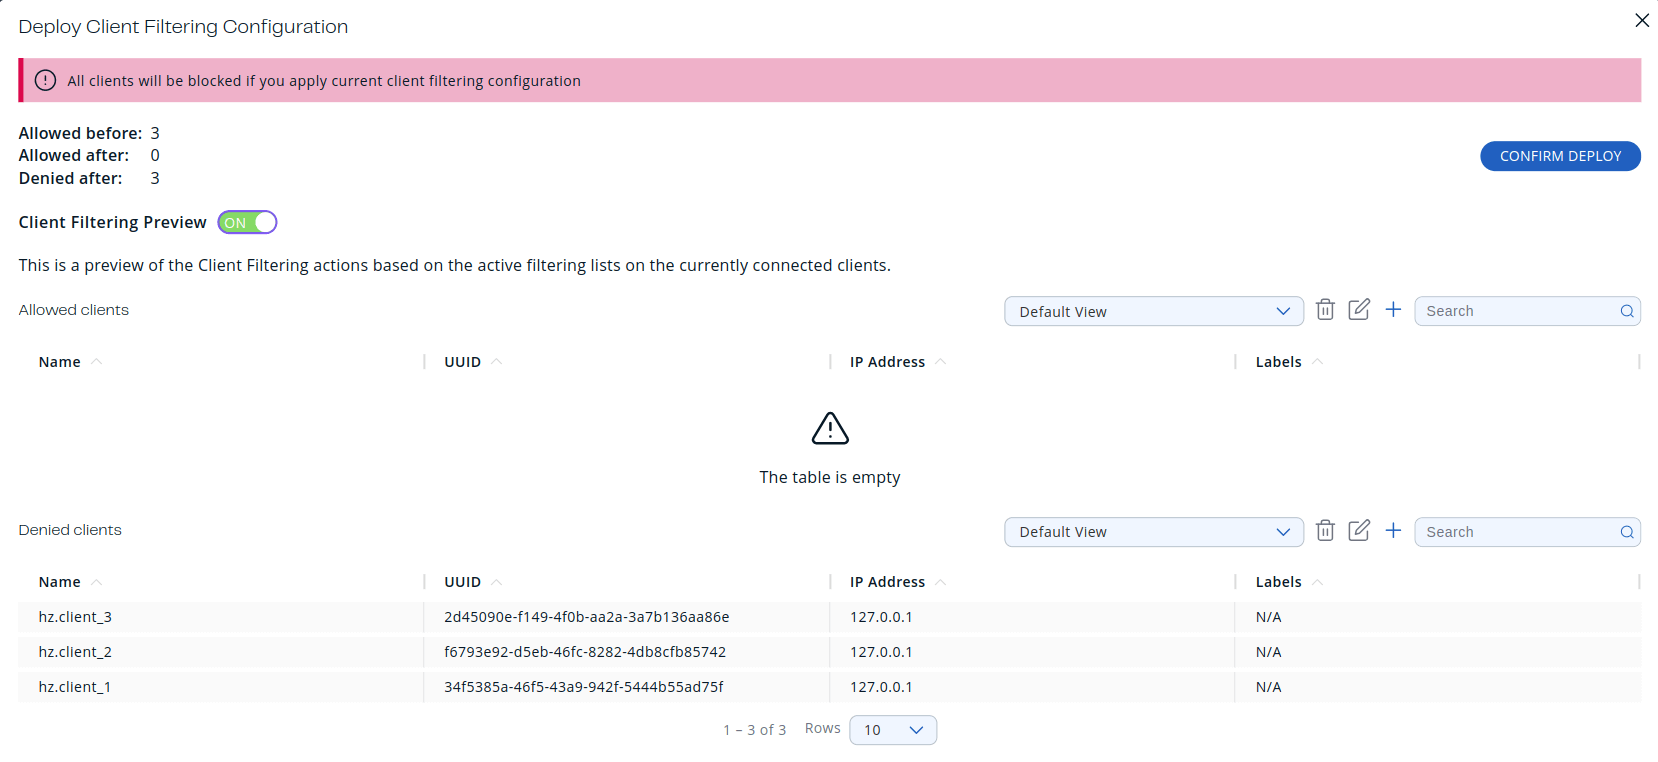 Deploy Client Filtering Configuration
All clients will be blocked if you apply current client filtering configuration
Allowed before: 3
Allowed after: 0
Denied after: 3
CONFIRM DEPLOY
Client Filtering Preview ON
This is a preview of the Client Filtering actions based on the active filtering lists on the currently connected clients.
Allowed clients Default View Search
Name UUID IP Address Labels
The table is empty
Denied clients Default View Search
Name UUID IP Address Labels
hz.client_3 2d45090e-f149-4f0b-aa2a-3a7b136aa86e 127.0.0.1 N/A
hz.client_2 f6793e92-d5eb-46fc-8282-4db8cfb85742 127.0.0.1 N/A
hz.client_1 34f5385a-46f5-43a9-942f-5444b55ad75f 127.0.0.1 N/A
1 – 3 of 3 Rows 10